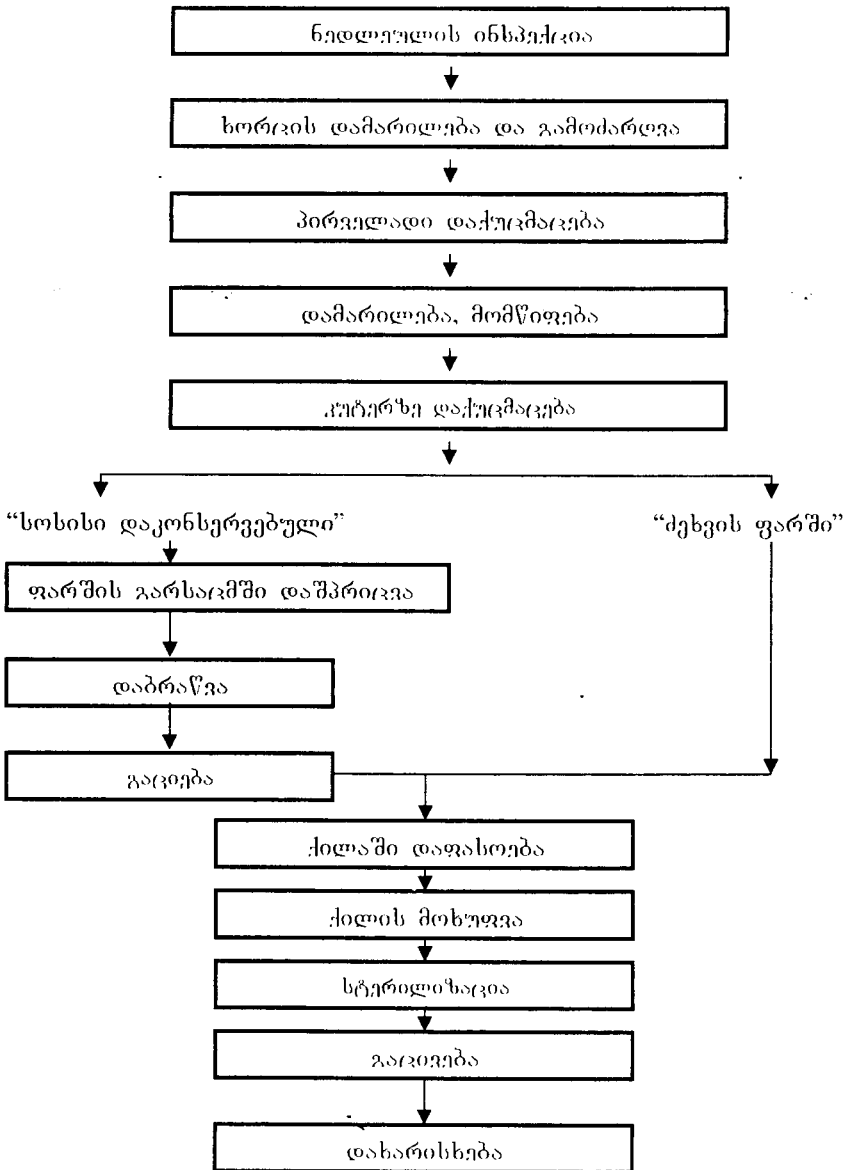 ნედლეულის ინსპექცია
ხორცის დამარილება და გამოძარღვა
პირველადი დაქუცმაცება
დამარილება, მომწიფება
კუტერზე დაქუცმაცება
“სოსისი დაკონსერვებული”
“ძეხვის ფარში”
ფარშის გარსაცმში დაშპრიცვა
დაბრაწვა
გაციება
ქილაში დაფასოება
ქილის მოხუფვა
სტერილიზაცია
გაცივება
დახარისხება